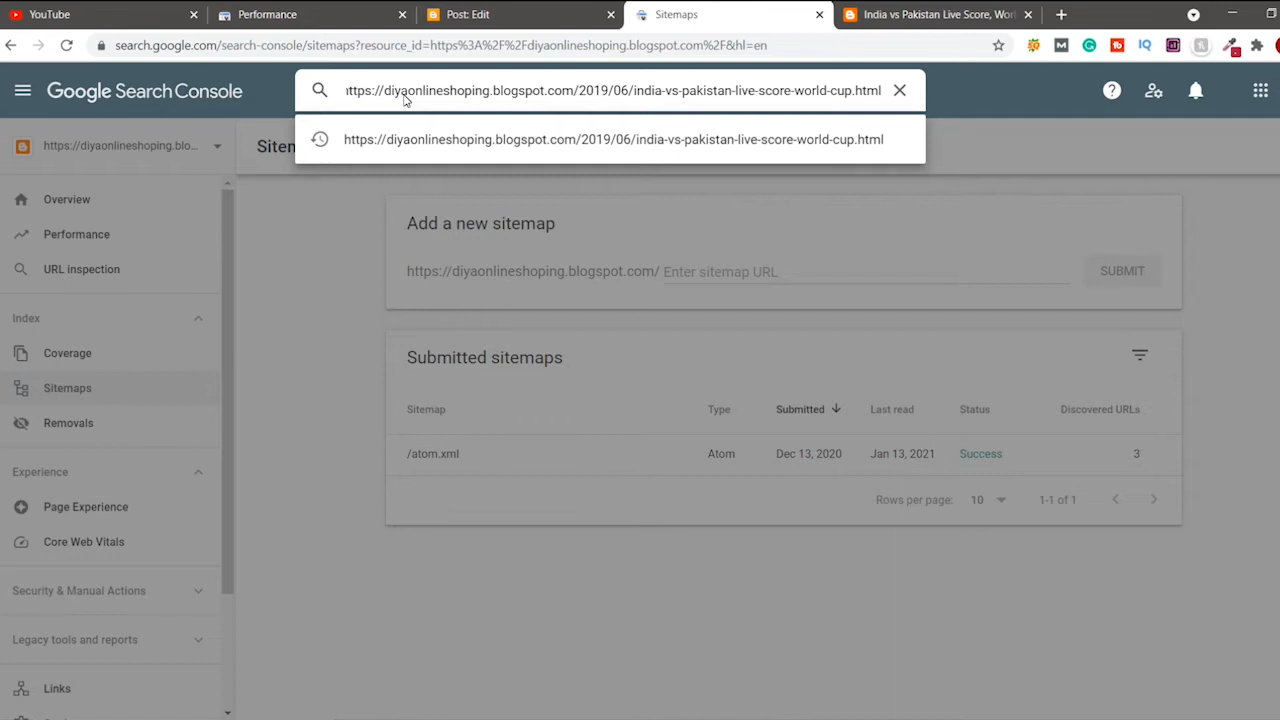 YouTube
Performance
Post: Edit
Sitemaps
India vs Pakistan Live Score, Worl
search.google.com/search-console/sitemaps?resource_id=https%3A%2F%2Fdiyaonlineshoping.blogspot.com%2F&hl=en
Google Search Console
https://diyaonlineshoping.blogspot.com/2019/06/india-vs-pakistan-live-score-world-cup.html
https://diyaonlineshoping.blogspot.com/2019/06/india-vs-pakistan-live-score-world-cup.html
https://diyaonlineshoping.blo...
Sitem
Overview
Performance
URL inspection
Index
Coverage
Sitemaps
Removals
Experience
Page Experience
Core Web Vitals
Security & Manual Actions
Legacy tools and reports
Links
Add a new sitemap
https://diyaonlineshoping.blogspot.com/ Enter sitemap URL
SUBMIT
Submitted sitemaps
Sitemap Type Submitted Last read Status Discovered URLs
/atom.xml Atom Dec 13, 2020 Jan 13, 2021 Success 3
Rows per page: 10 1-1 of 1